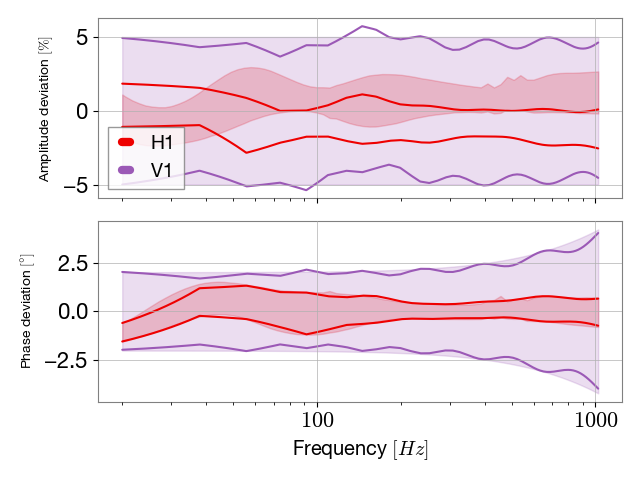 Amplitude deviation [%]
5
0
−5
H1
V1
Phase deviation [°]
2.5
0.0
−2.5
100
1000
Frequency [Hz]